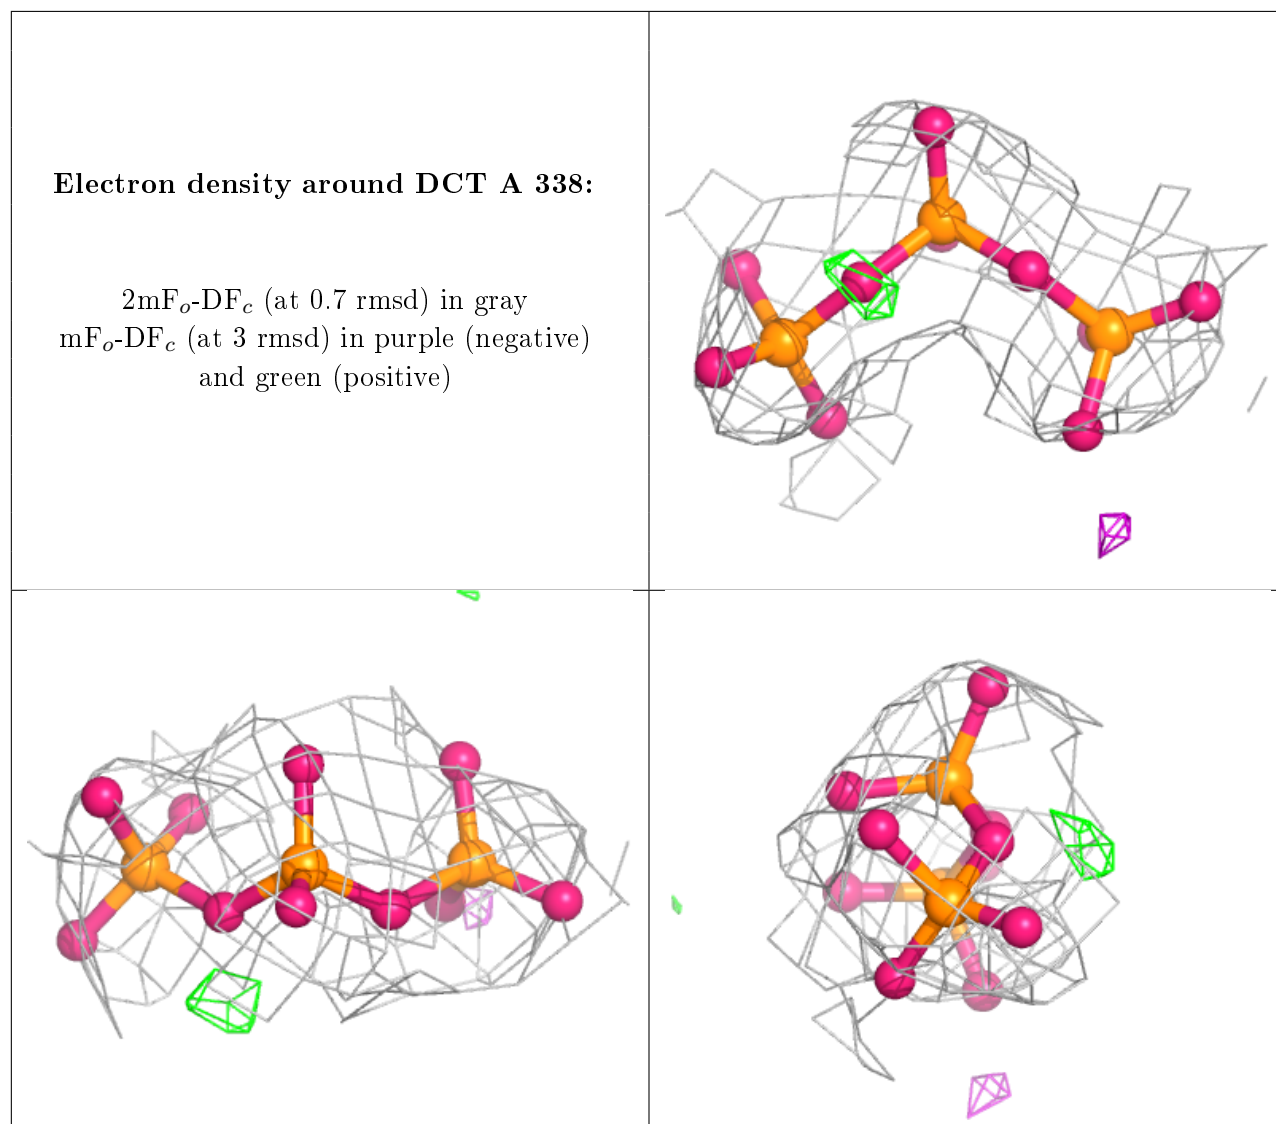 Electron density around DCT A 338:
2mFo-DFc (at 0.7 rmsd) in gray
mFo-DFc (at 3 rmsd) in purple (negative)
and green (positive)